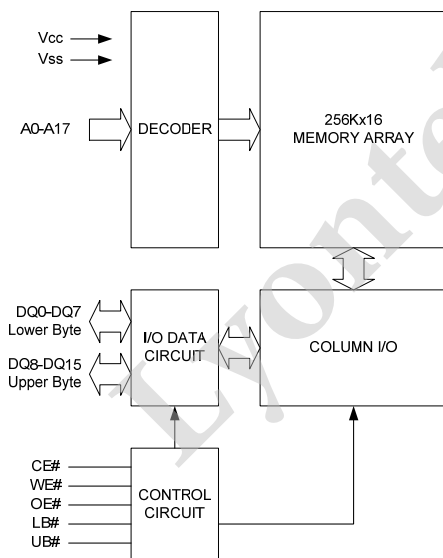 Vcc
Vss
A0-A17
DECODER
256Kx16
MEMORY ARRAY
DQ0-DQ7
Lower Byte
DQ8-DQ15
Upper Byte
I/O DATA
CIRCUIT
COLUMN I/O
CE#
WE#
OE#
LB#
UB#
CONTROL
CIRCUIT
Lyontek